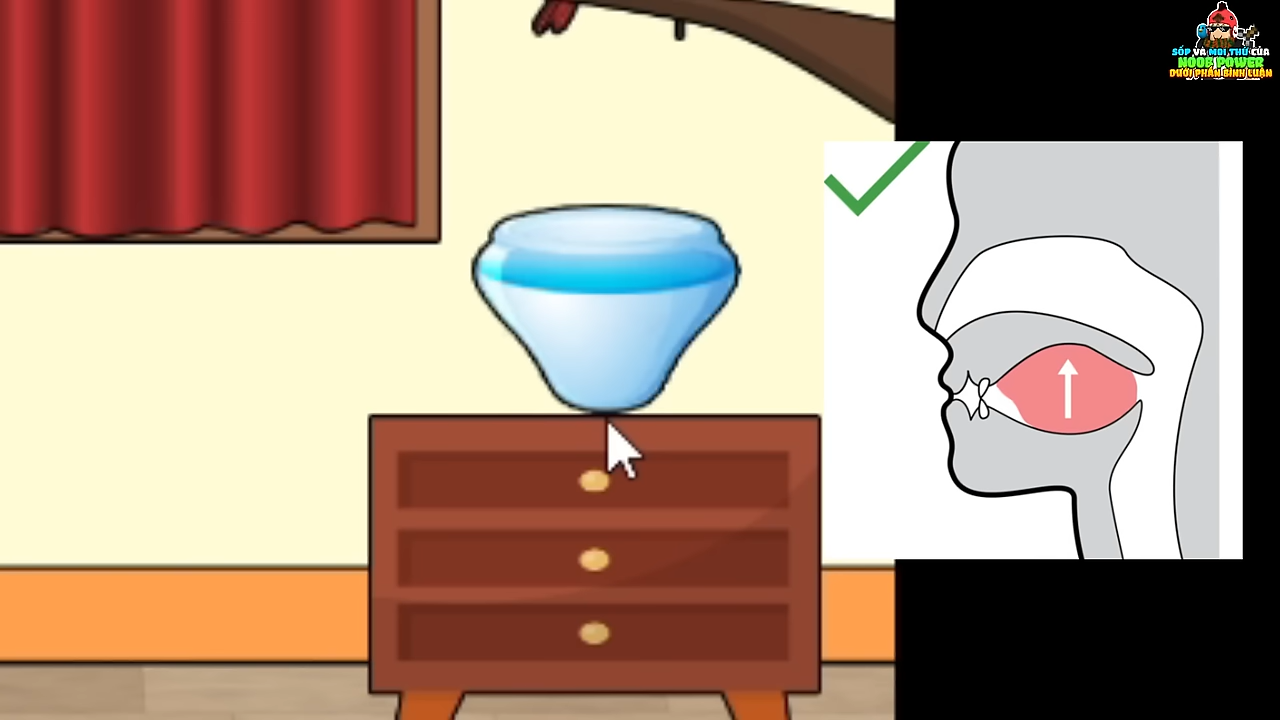 SỐP VÀ MỌI THỨ CỦA
NOOB POWER
DƯỚI PHẦN BÌNH LUẬN